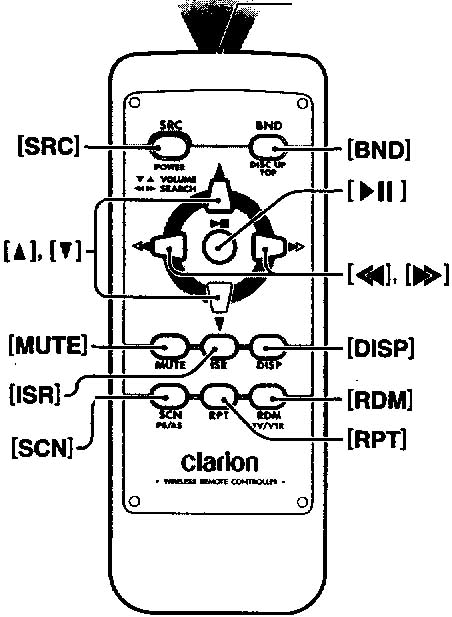 SRC BND
[SRC] [BND]
POWER DISC UP
TOP
▼ ▲ VOLUME
◀◀ ▶▶ SEARCH
[▶II]
▶II
[▲], [▼]
[◀◀], [▶▶]
[MUTE] [DISP]
MUTE ISR DISP
[ISR] [RDM]
SCN RPT RDM
PS/AS TV/VTR
[SCN] [RPT]
clarion
• WIRELESS REMOTE CONTROLLER •